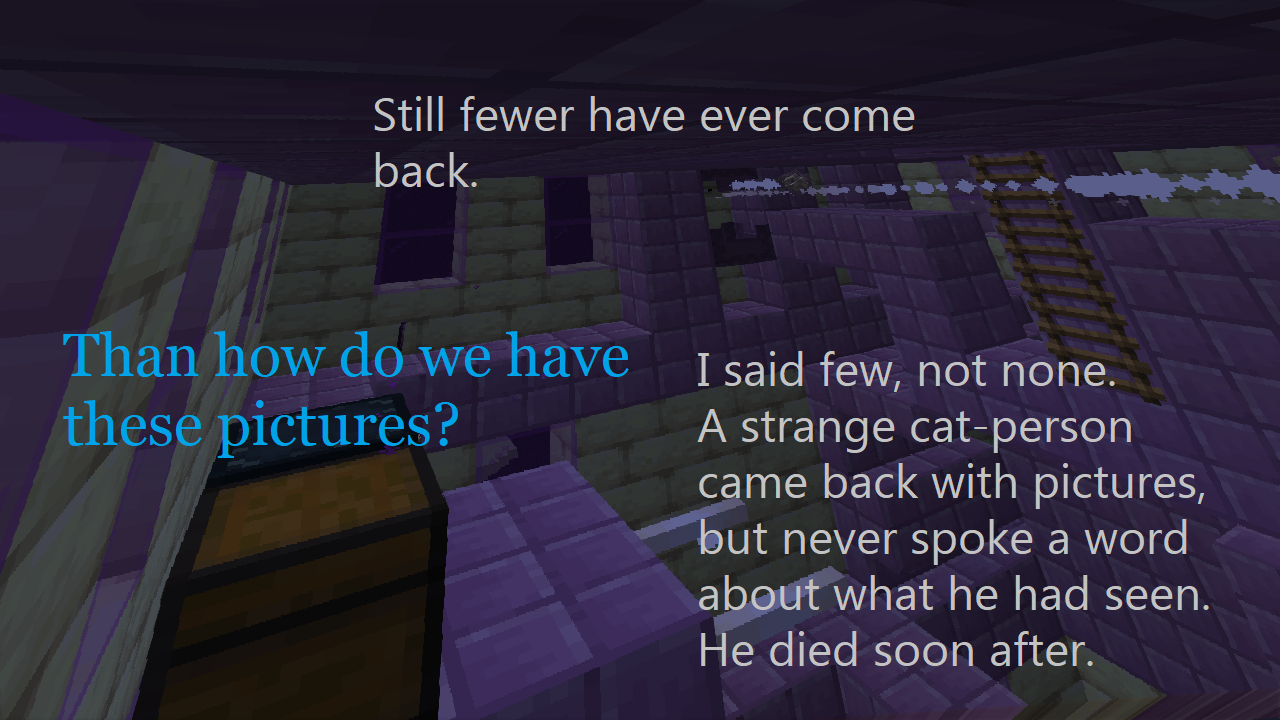 Still fewer have ever come
back.
Than how do we have
these pictures?
I said few, not none.
A strange cat-person
came back with pictures,
but never spoke a word
about what he had seen.
He died soon after.